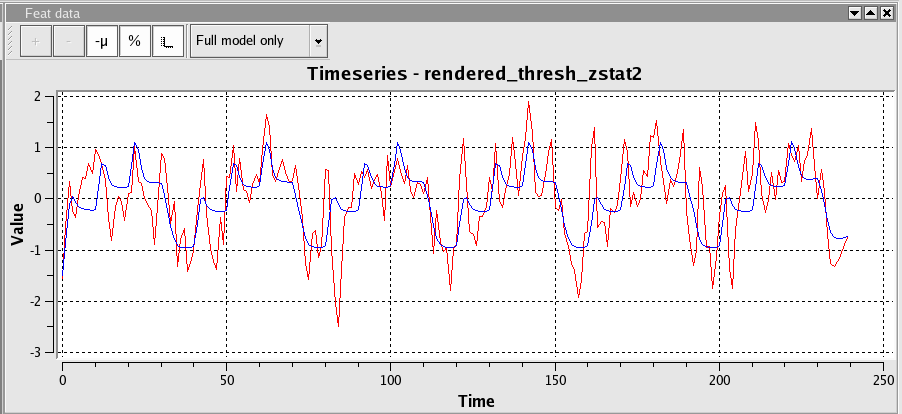 Feat data
+ - -μ % Full model only
Timeseries - rendered_thresh_zstat2
2
1
0
-1
-2
-3
Value
0 50 100 150 200 250
Time